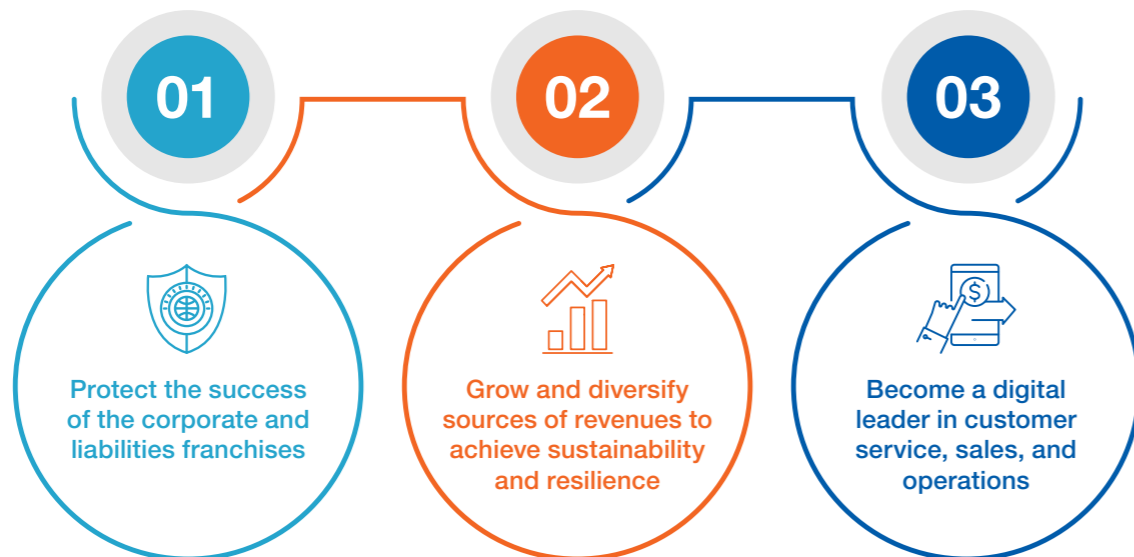 01
02
03
Protect the success
of the corporate and
liabilities franchises
Grow and diversify
sources of revenues to
achieve sustainability
and resilience
$
Become a digital
leader in customer
service, sales, and
operations